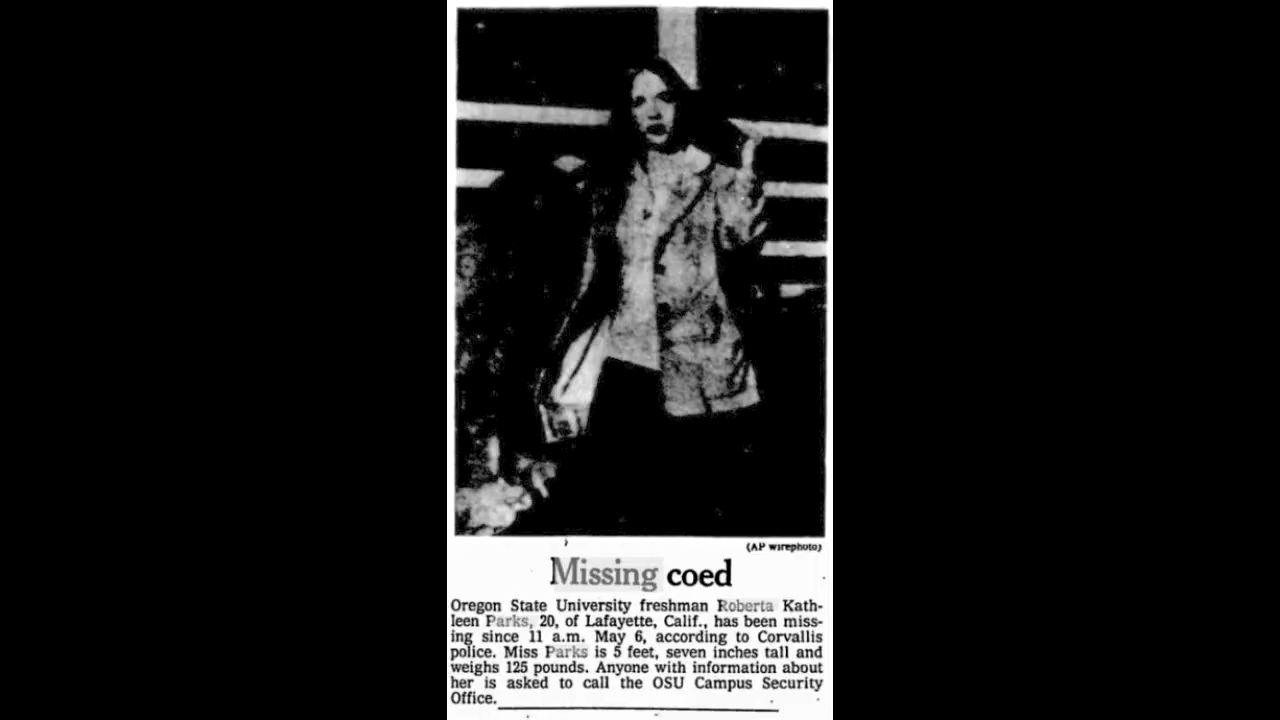 (AP wirephoto)
Missing coed
Oregon State University freshman Roberta Kath-
leen Parks, 20, of Lafayette, Calif., has been miss-
ing since 11 a.m. May 6, according to Corvallis
police. Miss Parks is 5 feet, seven inches tall and
weighs 125 pounds. Anyone with information about
her is asked to call the OSU Campus Security
Office.